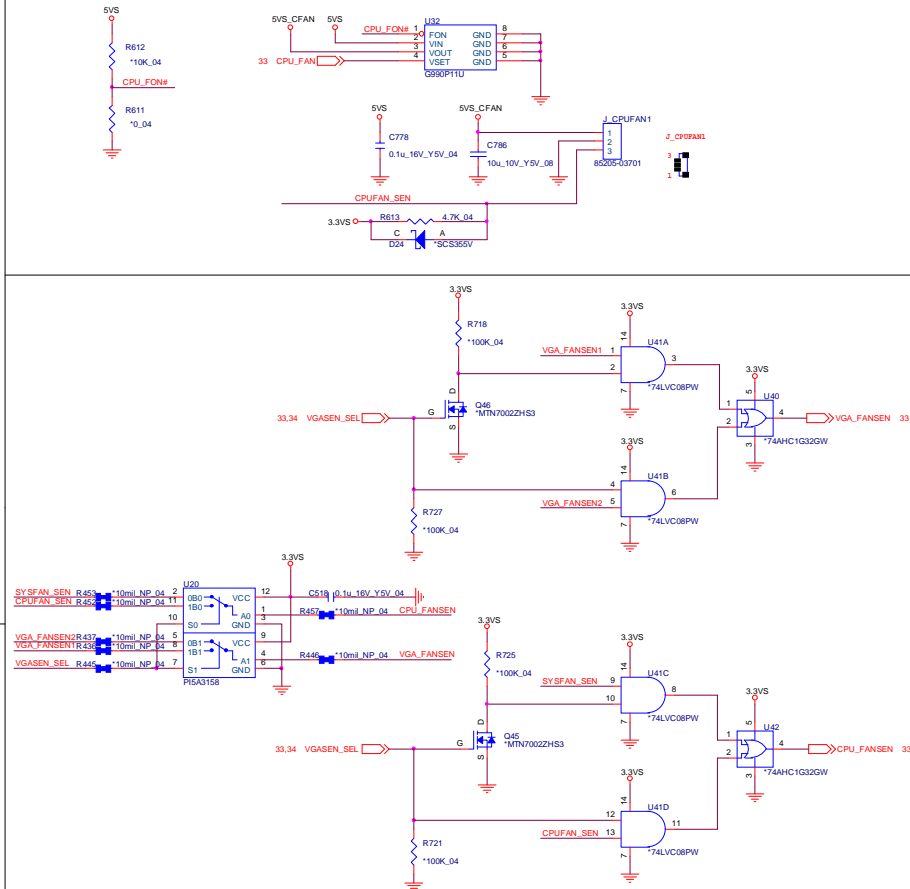 5VS
R612
*10K_04
CPU_FON#
R611
*0_04
5VS_CFAN 5VS
CPU_FON#
33 CPU_FAN
U32
1 FON GND 8
2 VIN GND 7
3 VOUT GND 6
4 VSET GND 5
G990P11U
5VS
C778
0.1u_16V_Y5V_04
5VS_CFAN
C786
10u_10V_Y5V_08
J_CPUFAN1
1
2
3
85205-03701
J_CPUFAN1
3
1
CPUFAN_SEN
3.3VS
R613 4.7K_04
C A
D24 *SCS355V
3.3VS
R718
*100K_04
D
Q46
*MTN7002ZHS3
G
S
33,34 VGASEN_SEL
R727
*100K_04
3.3VS
14
U41A
VGA_FANSEN1 1
2
3
7
*74LVC08PW
3.3VS
14
U41B
4
VGA_FANSEN2 5
6
7
*74LVC08PW
3.3VS
5
U40
1
2
4
3
*74AHC1G32GW
VGA_FANSEN 33
3.3VS
U20
SYSFAN_SEN R453 *10mil_NP_04 2 0B0 VCC 12
CPUFAN_SEN R452 *10mil_NP_04 11 1B0 A0 1
10 S0 GND 3
VGA_FANSEN2 R437 *10mil_NP_04 5 0B1 VCC 9
VGA_FANSEN1 R436 *10mil_NP_04 8 1B1 A1 4
VGASEN_SEL R445 *10mil_NP_04 7 S1 GND 6
PI5A3158
C518 0.1u_16V_Y5V_04
R457 *10mil_NP_04 CPU_FANSEN
R446 *10mil_NP_04 VGA_FANSEN
3.3VS
R725
*100K_04
D
Q45
*MTN7002ZHS3
G
S
33,34 VGASEN_SEL
R721
*100K_04
3.3VS
14
U41C
SYSFAN_SEN 9
10
8
7
*74LVC08PW
3.3VS
14
U41D
12
CPUFAN_SEN 13
11
7
*74LVC08PW
3.3VS
5
U42
1
2
4
3
*74AHC1G32GW
CPU_FANSEN 33